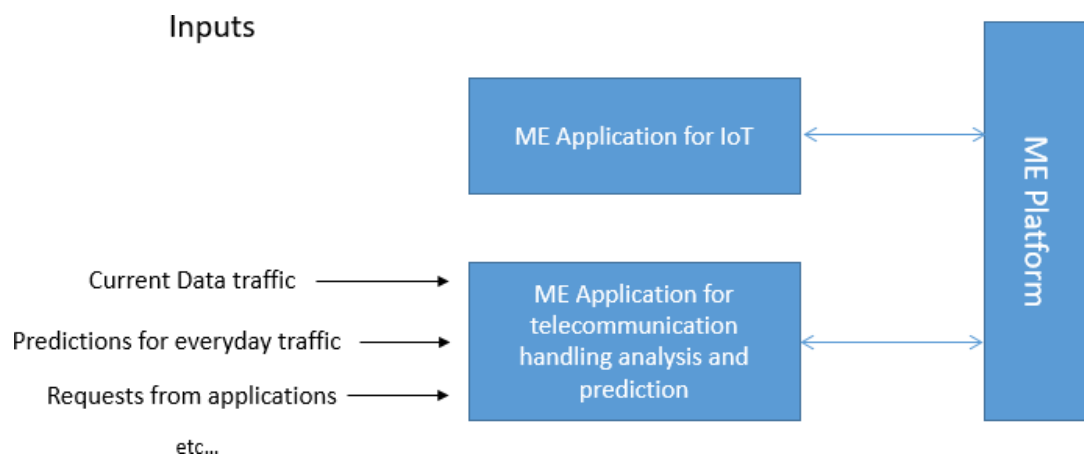 Inputs
ME Application for IoT
ME Platform
Current Data traffic
Predictions for everyday traffic
Requests from applications
etc...
ME Application for
telecommunication
handling analysis and
prediction